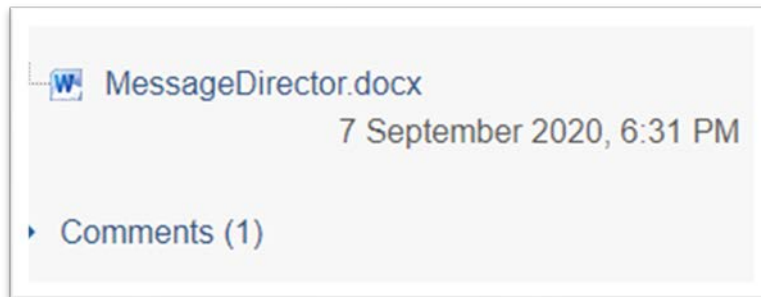 MessageDirector.docx
7 September 2020, 6:31 PM
Comments (1)